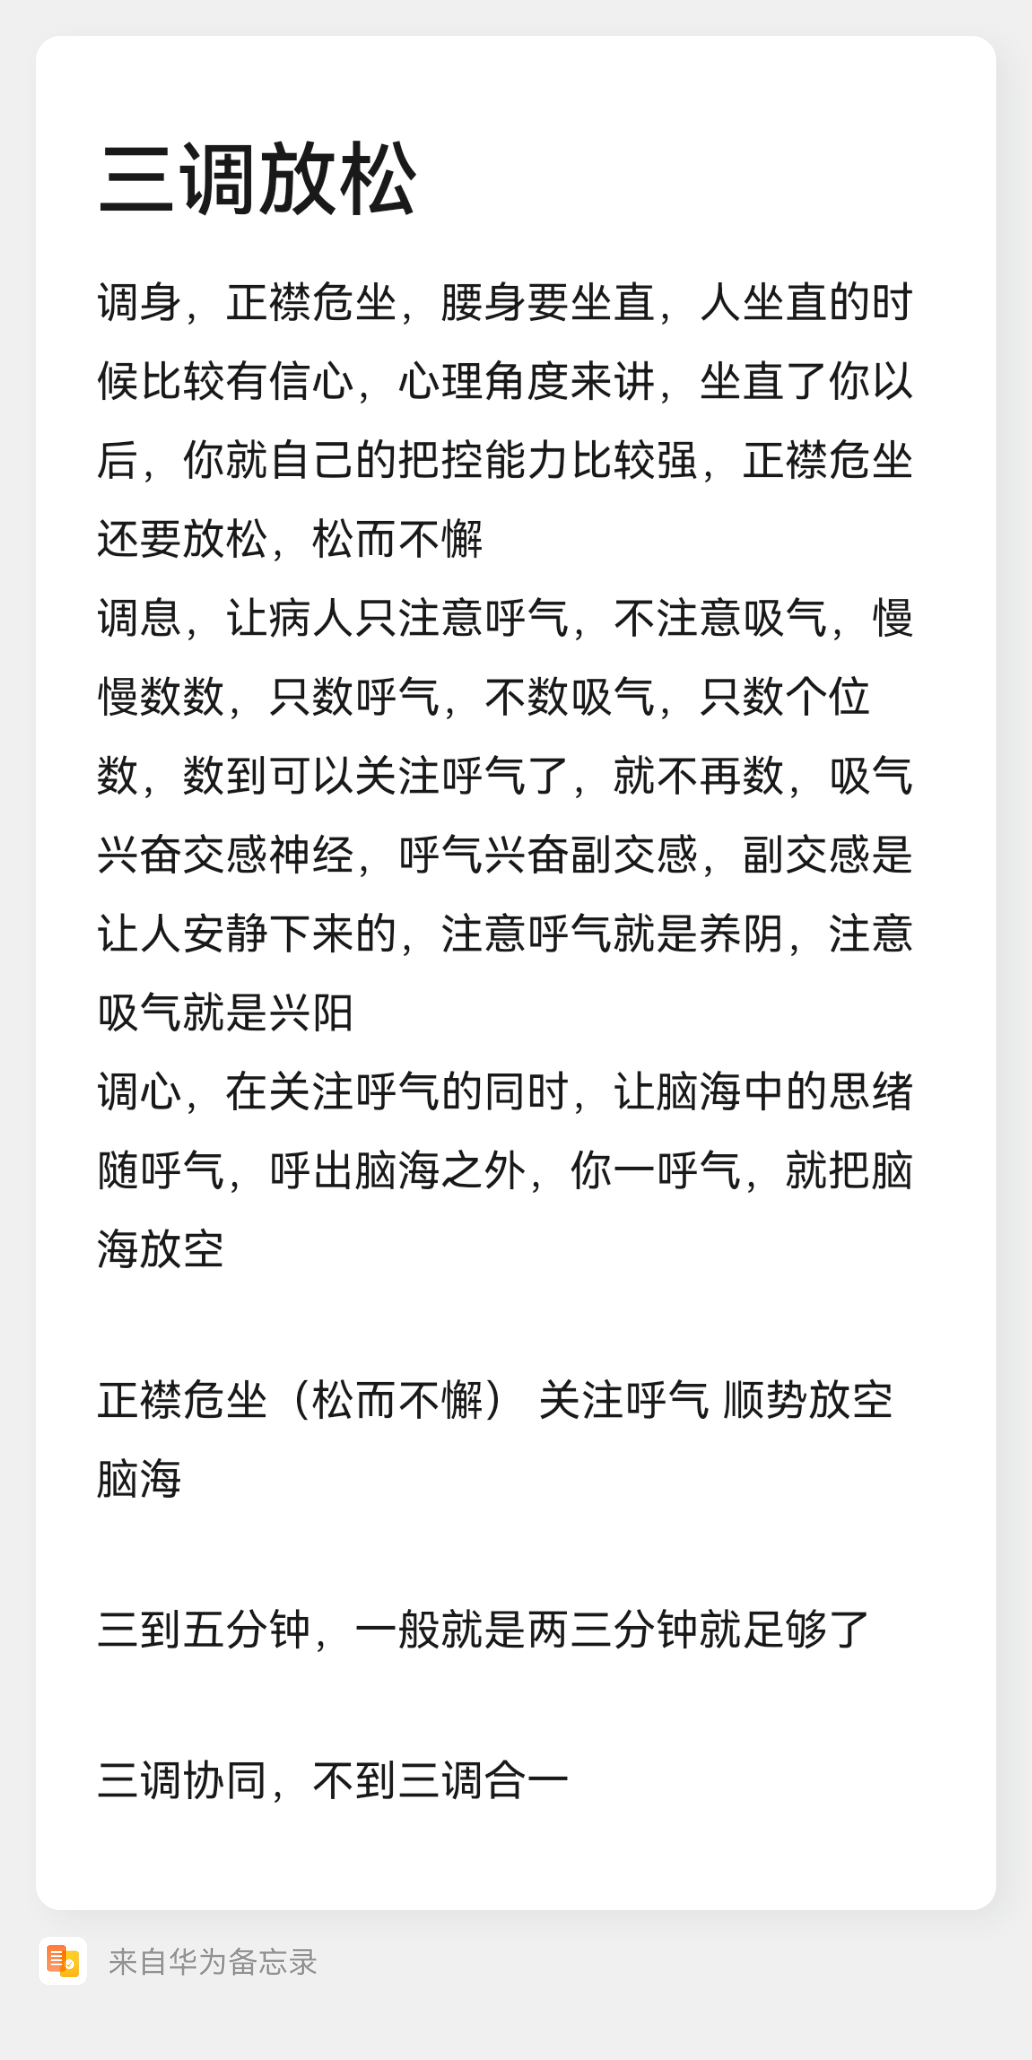 三调放松
调身，正襟危坐，腰身要坐直，人坐直的时
候比较有信心，心理角度来讲，坐直了你以
后，你就自己的把控能力比较强，正襟危坐
还要放松，松而不懈
调息，让病人只注意呼气，不注意吸气，慢
慢数数，只数呼气，不数吸气，只数个位
数，数到可以关注呼气了，就不再数，吸气
兴奋交感神经，呼气兴奋副交感，副交感是
让人安静下来的，注意呼气就是养阴，注意
吸气就是兴阳
调心，在关注呼气的同时，让脑海中的思绪
随呼气，呼出脑海之外，你一呼气，就把脑
海放空
正襟危坐（松而不懈） 关注呼气 顺势放空
脑海
三到五分钟，一般就是两三分钟就足够了
三调协同，不到三调合一
来自华为备忘录